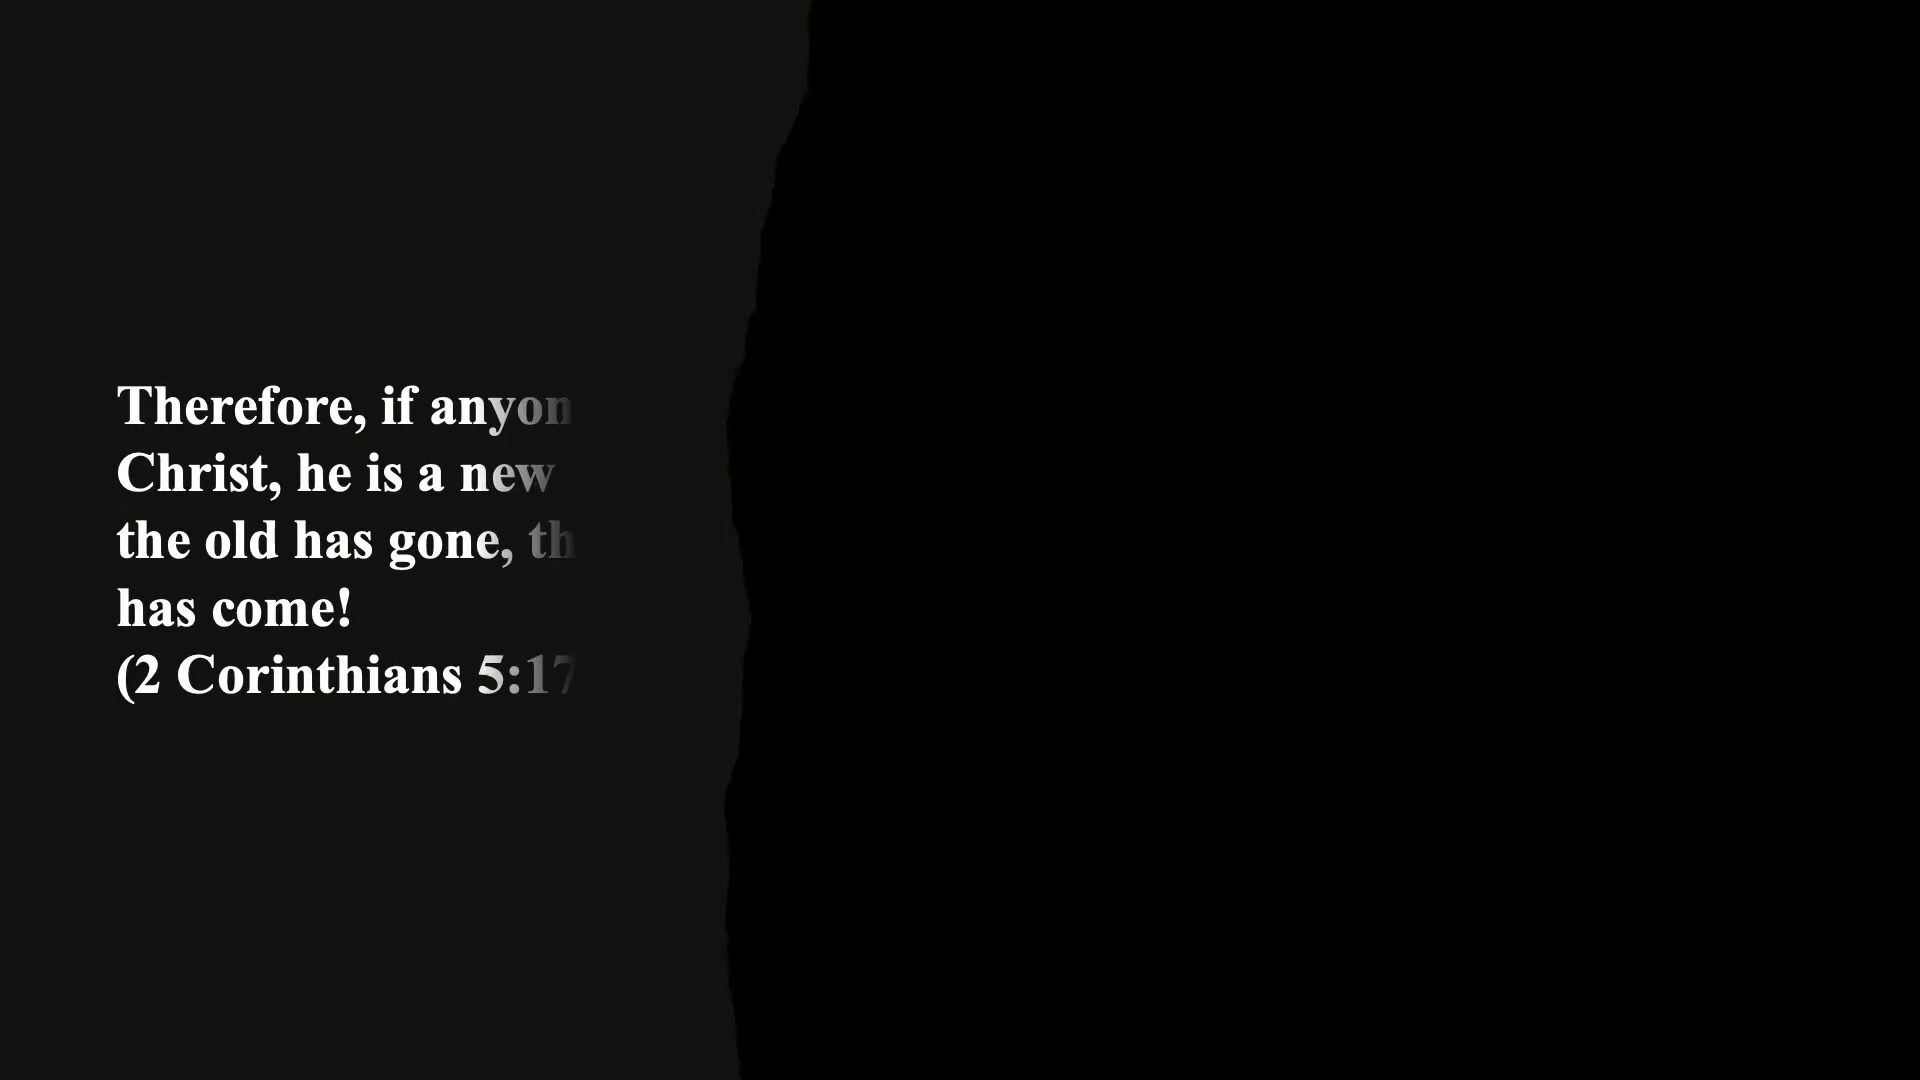 Therefore, if anyon
Christ, he is a new
the old has gone, th
has come!
(2 Corinthians 5:17